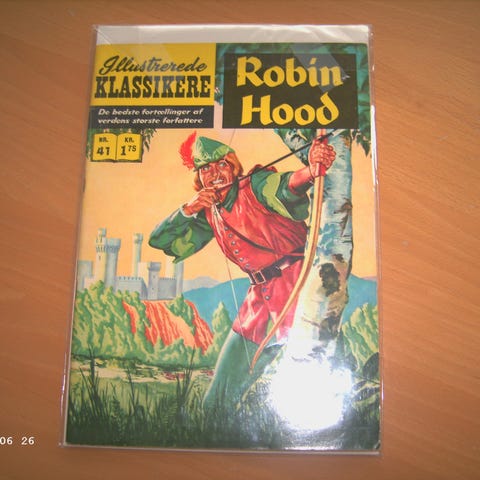 Illustrerede
KLASSIKERE
De bedste fortællinger af
verdens største forfattere
NR.
41
KR.
1 75
Robin
Hood
06 26